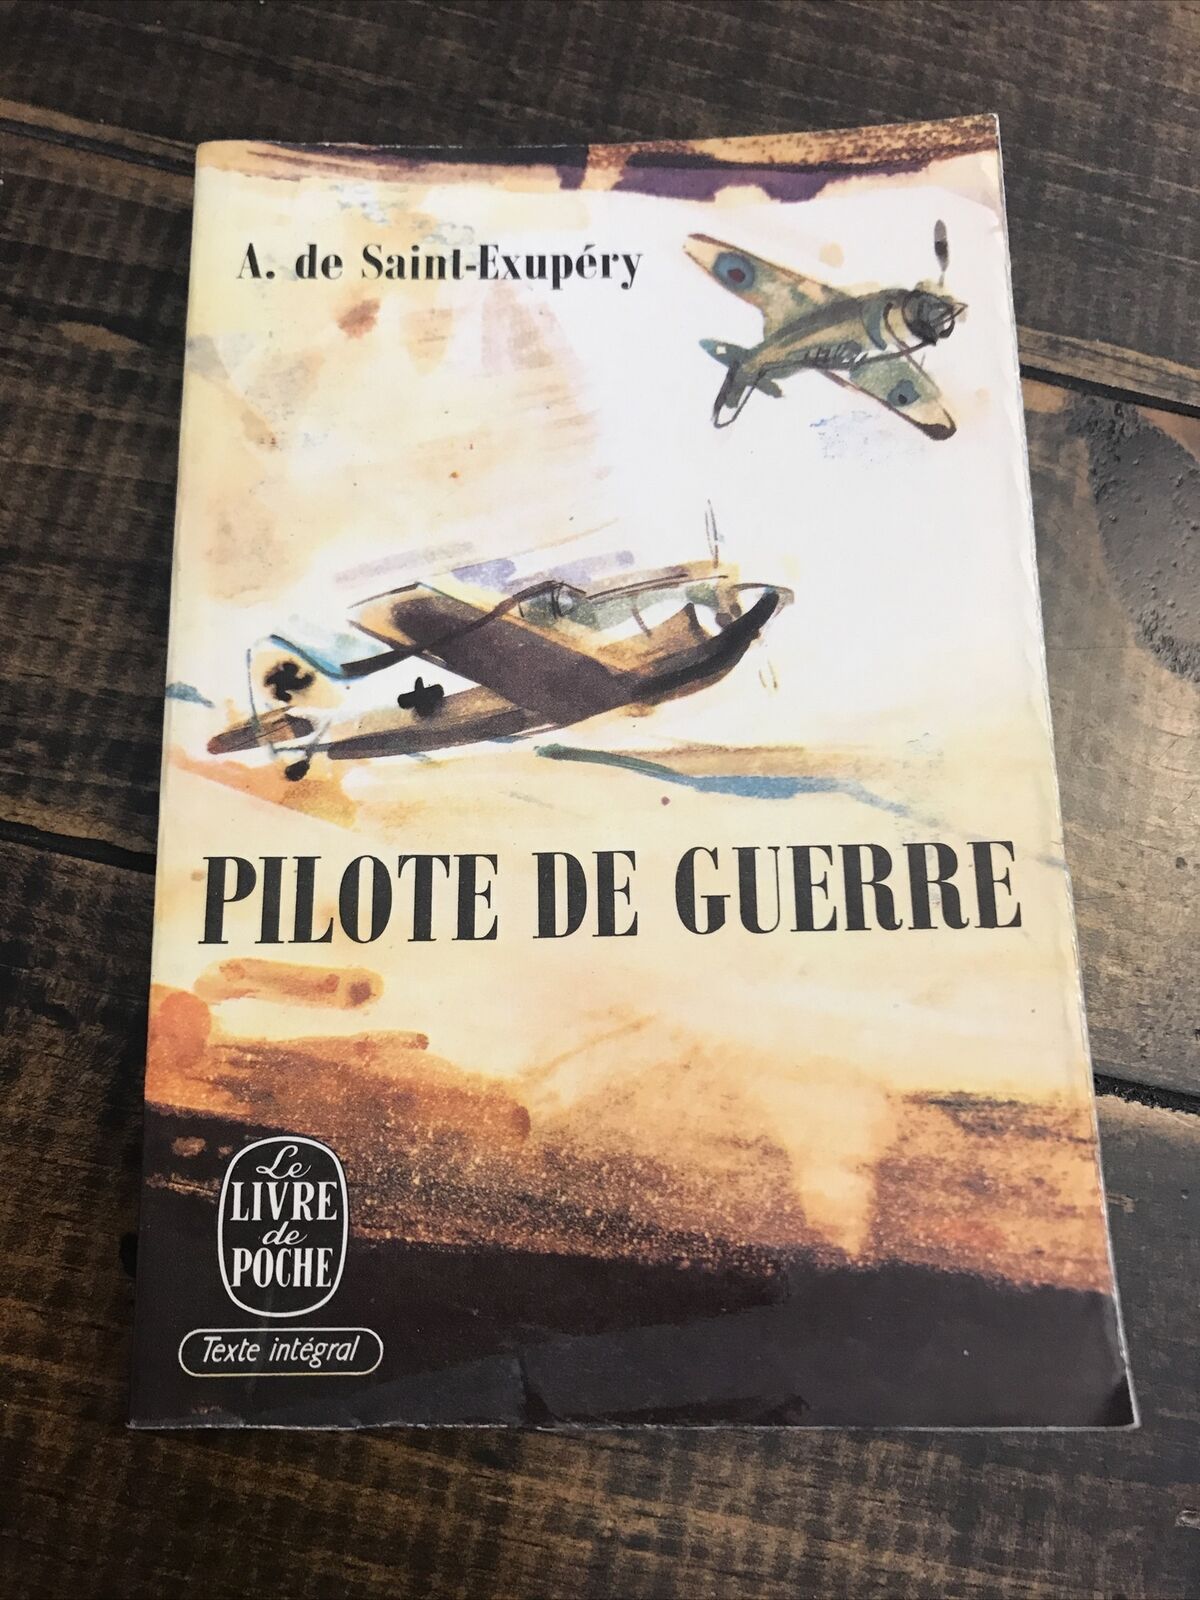 A. de Saint-Exupéry
PILOTE DE GUERRE
Le
LIVRE
de
POCHE
Texte intégral